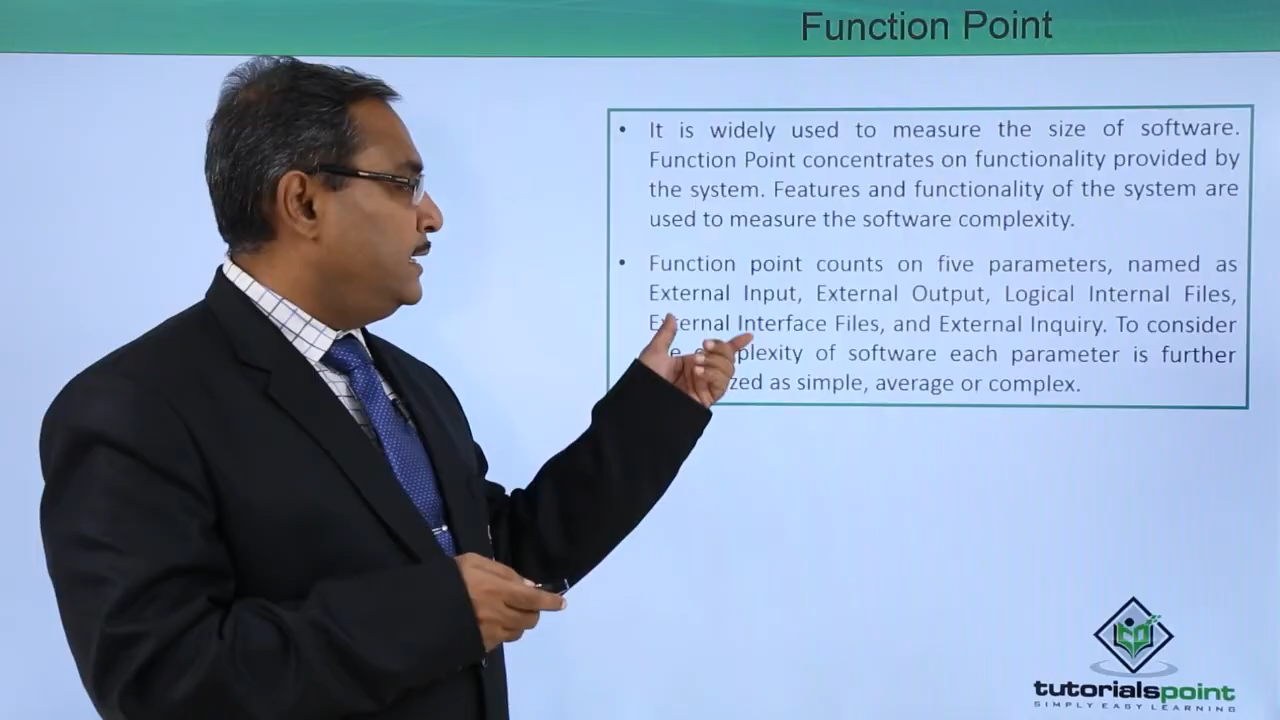 Function Point
• It is widely used to measure the size of software.
Function Point concentrates on functionality provided by
the system. Features and functionality of the system are
used to measure the software complexity.
• Function point counts on five parameters, named as
External Input, External Output, Logical Internal Files,
External Interface Files, and External Inquiry. To consider
plexity of software each parameter is further
zed as simple, average or complex.
tutorialspoint
SIMPLY EASY LEARNING